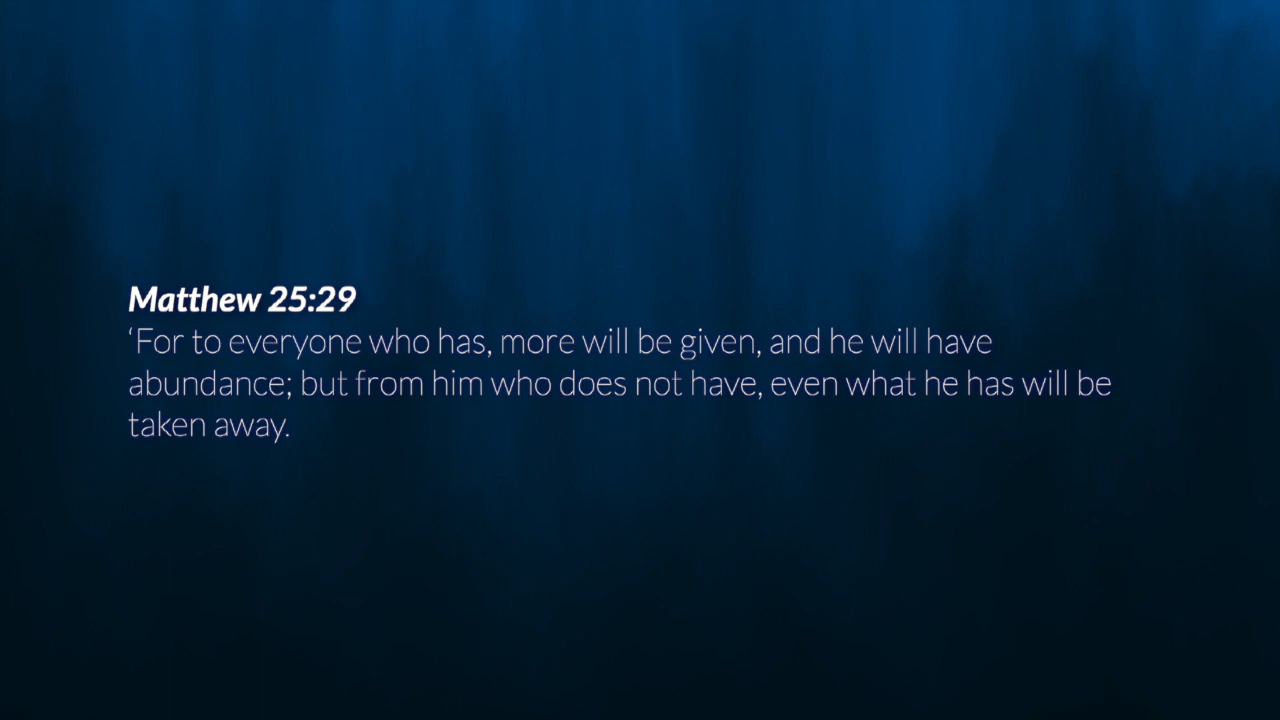 Matthew 25:29
‘For to everyone who has, more will be given, and he will have
abundance; but from him who does not have, even what he has will be
taken away.